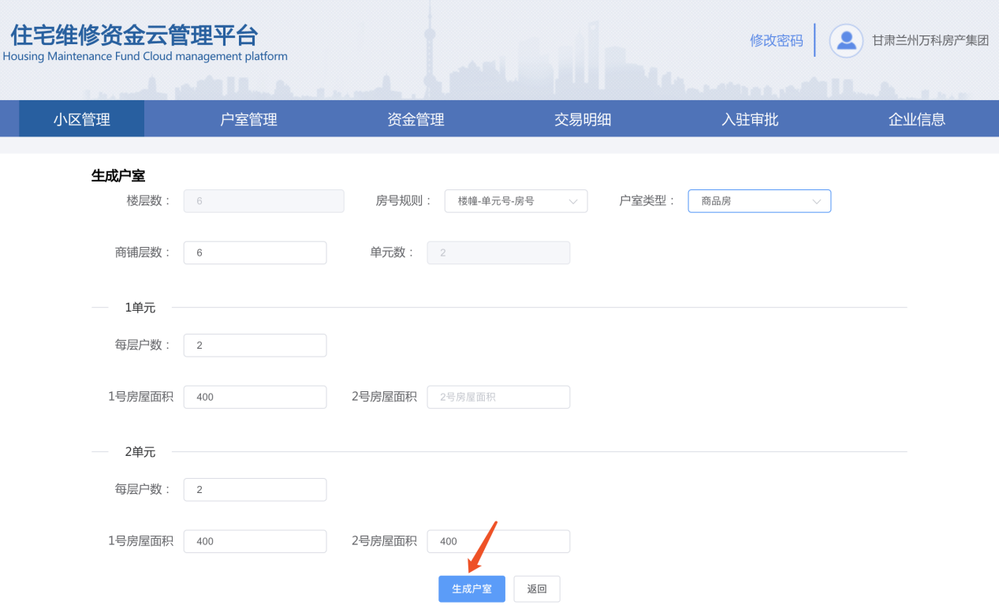 住宅维修资金云管理平台
Housing Maintenance Fund Cloud management platform
修改密码
甘肃兰州万科房产集团
小区管理 户室管理 资金管理 交易明细 入驻审批 企业信息
生成户室
楼层数： 6 房号规则： 楼幢-单元号-房号 户室类型： 商品房
商铺层数： 6 单元数： 2
1单元
每层户数： 2
1号房屋面积 400 2号房屋面积 2号房屋面积
2单元
每层户数： 2
1号房屋面积 400 2号房屋面积 400
生成户室 返回